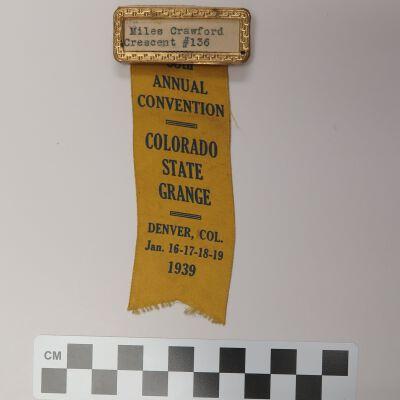 Miles Crawford
Crescent #136
ANNUAL
CONVENTION
COLORADO
STATE
GRANGE
DENVER, COL.
Jan. 16-17-18-19
1939
CM